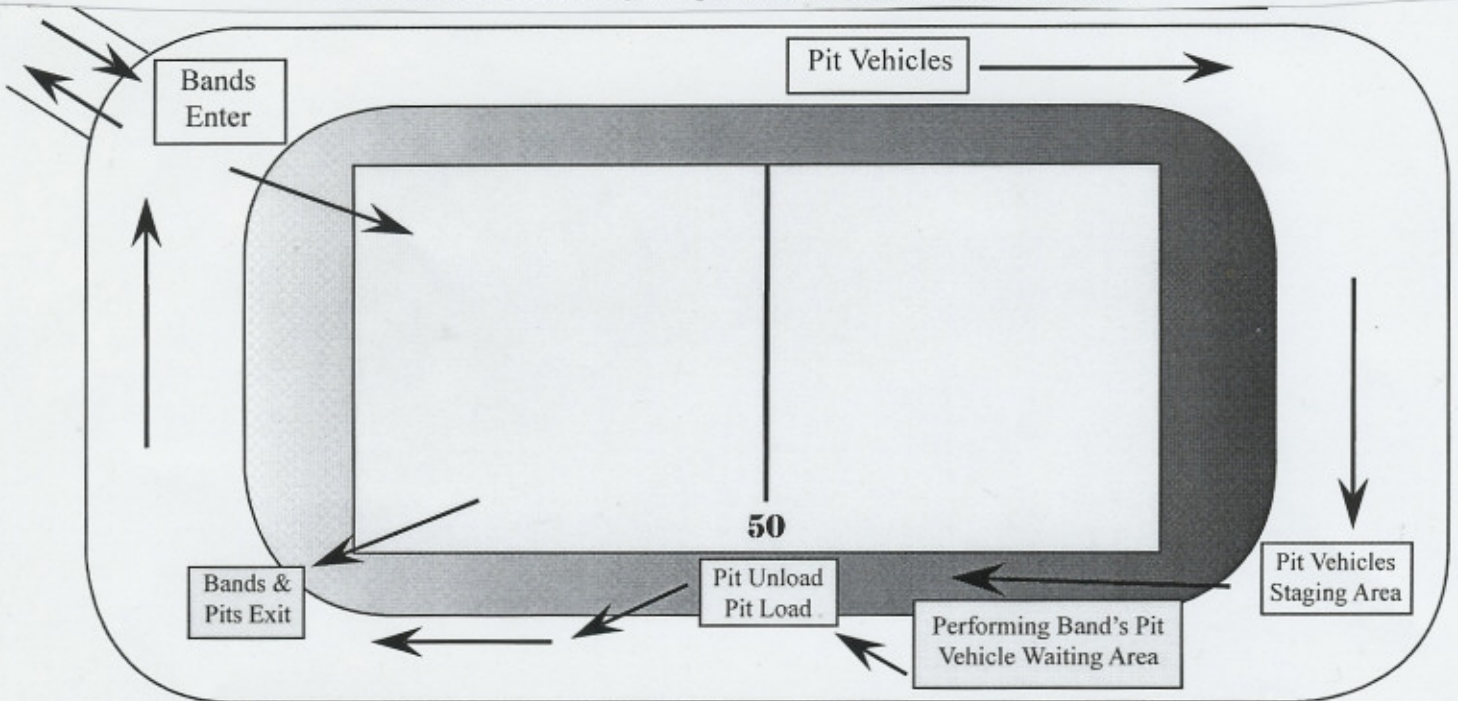 Bands
Enter
Pit Vehicles
50
Pit Vehicles
Staging Area
Bands &
Pits Exit
Pit Unload
Pit Load
Performing Band's Pit
Vehicle Waiting Area